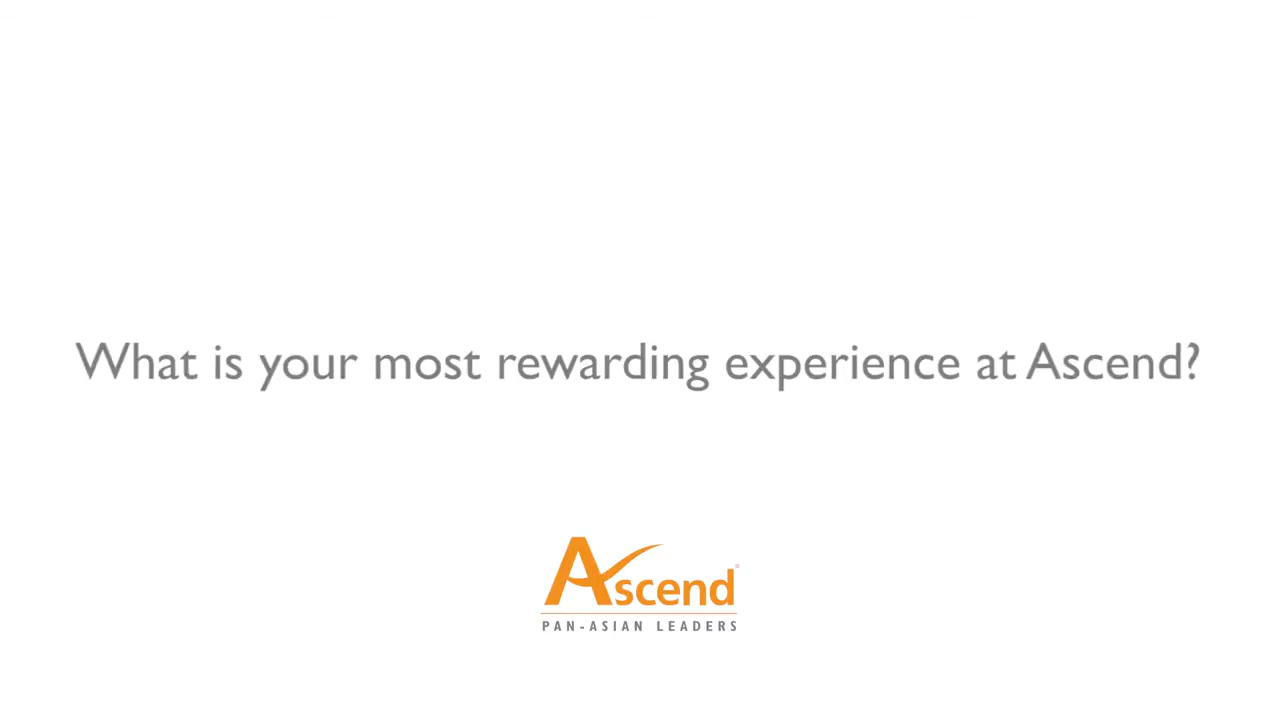 What is your most rewarding experience at Ascend?
Ascend
PAN-ASIAN LEADERS